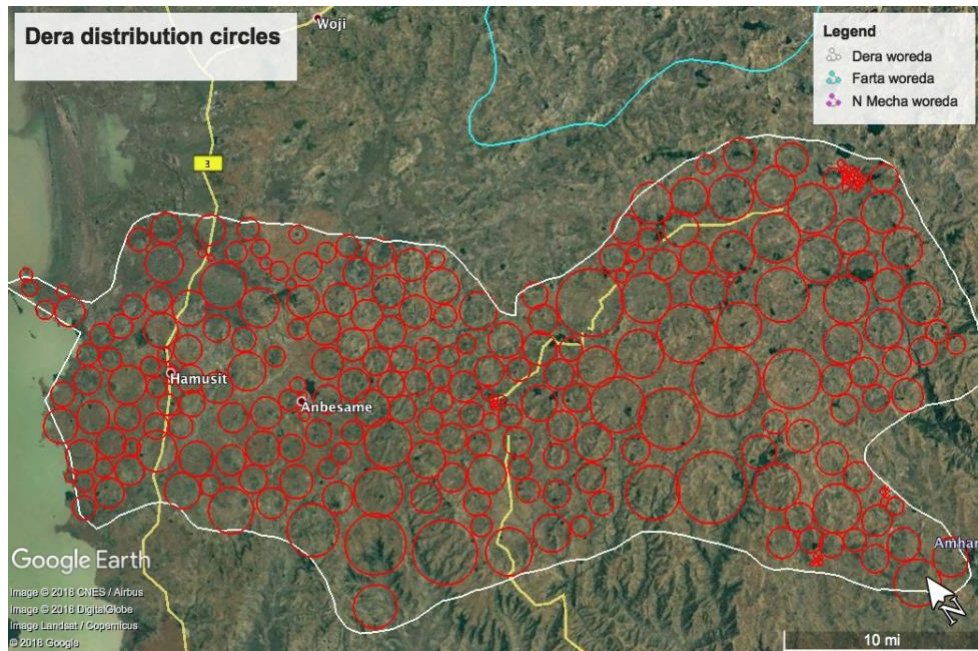 Dera distribution circles
Woji
Legend
Dera woreda
Farta woreda
N Mecha woreda
3
Hamusit
Anbesame
Amhar
N
Google Earth
Image © 2018 CNES / Airbus
Image © 2018 DigitalGlobe
Image Landsat / Copernicus
© 2018 Google
10 mi